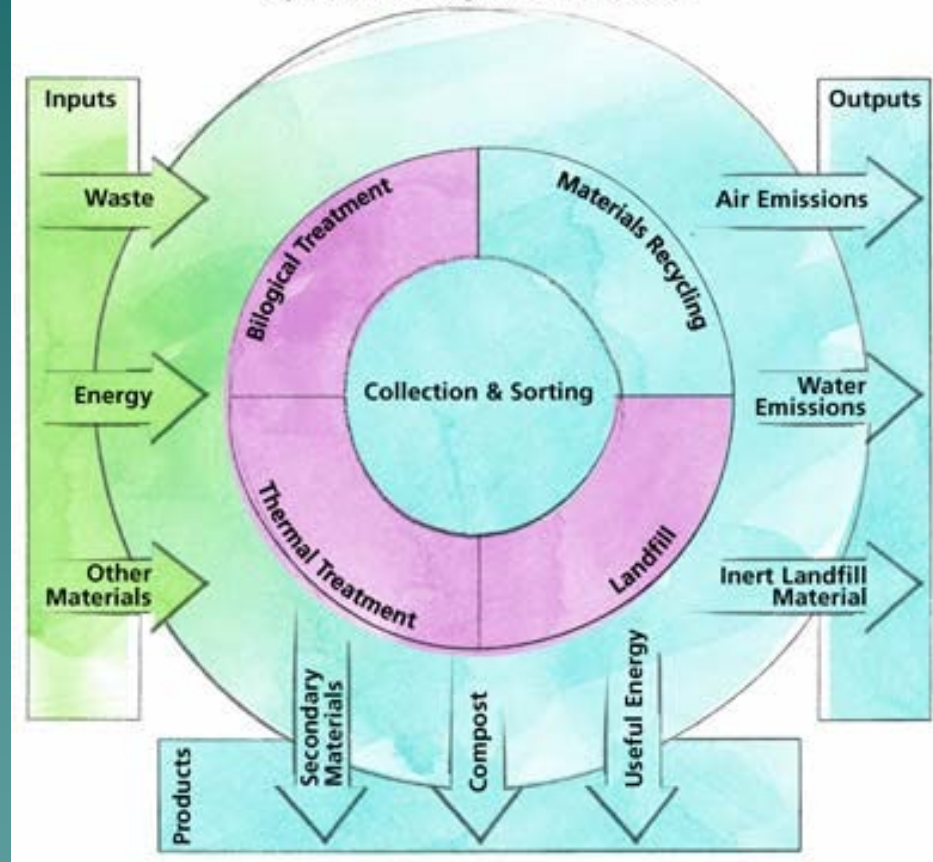 Inputs
Outputs
Waste
Air Emissions
Bilogical Treatment
Materials Recycling
Energy
Collection & Sorting
Water
Emissions
Thermal Treatment
Landfill
Other
Materials
Inert Landfill
Material
Products
Secondary
Materials
Compost
Useful Energy